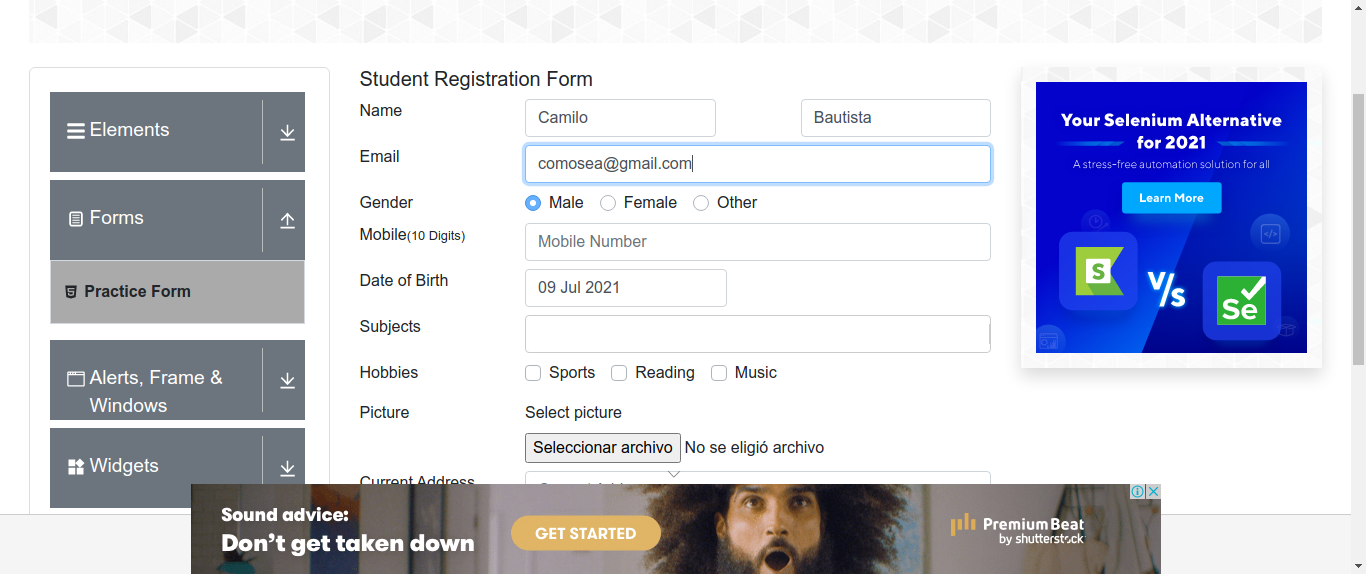 Elements
Forms
Practice Form
Alerts, Frame &
Windows
Widgets
Student Registration Form
Name
Camilo
Bautista
Email
comosea@gmail.com
Gender
Male
Female
Other
Mobile(10 Digits)
Mobile Number
Date of Birth
09 Jul 2021
Subjects
Hobbies
Sports
Reading
Music
Picture
Select picture
Seleccionar archivo
No se eligió archivo
Current Address
Your Selenium Alternative
for 2021
A stress-free automation solution for all
Learn More
S
V/s
Se
Sound advice:
Don't get taken down
GET STARTED
PremiumBeat
by shutterstock